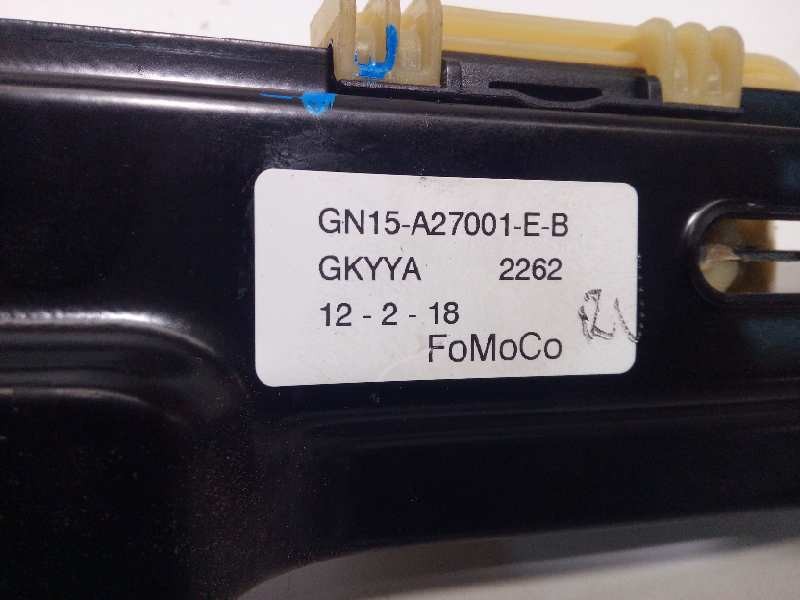 GN15-A27001-E-B
GKYYA 2262
12 - 2 - 18
FoMoCo